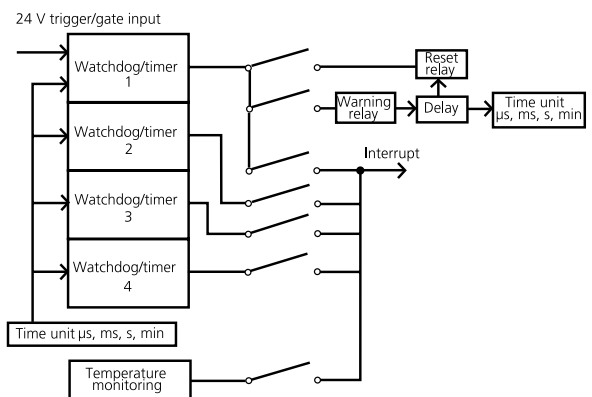 24 V trigger/gate input
Watchdog/timer
1
Reset
relay
Warning
relay
Delay
Time unit
µs, ms, s, min
Watchdog/timer
2
Interrupt
Watchdog/timer
3
Watchdog/timer
4
Time unit µs, ms, s, min
Temperature
monitoring